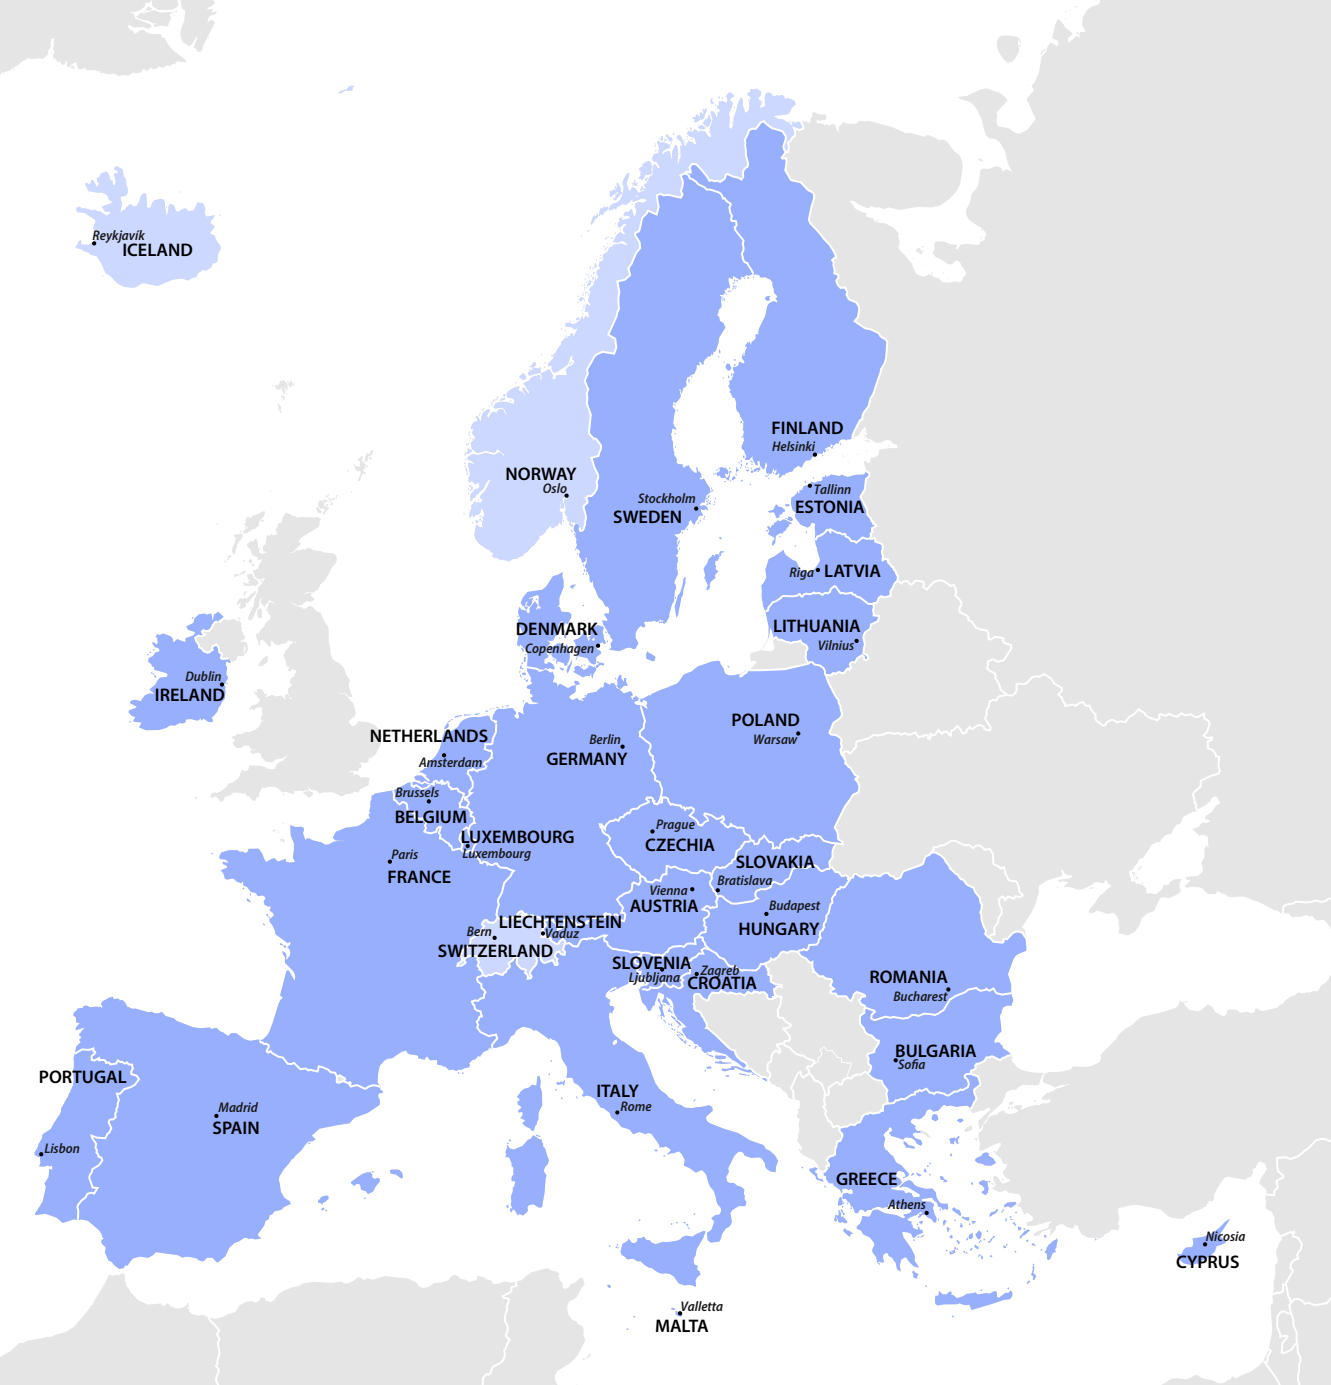 Reykjavík
ICELAND
FINLAND
Helsinki
NORWAY
Oslo
Stockholm
SWEDEN
Tallinn
ESTONIA
Riga
LATVIA
LITHUANIA
Vilnius
DENMARK
Copenhagen
Dublin
IRELAND
POLAND
Warsaw
NETHERLANDS
Amsterdam
Berlin
GERMANY
Brussels
BELGIUM
LUXEMBOURG
Luxembourg
Prague
CZECHIA
Paris
FRANCE
SLOVAKIA
Bratislava
Vienna
AUSTRIA
Budapest
HUNGARY
LIECHTENSTEIN
Vaduz
Bern
SWITZERLAND
SLOVENIA
Ljubljana
Zagreb
CROATIA
ROMANIA
Bucharest
BULGARIA
Sofia
PORTUGAL
Lisbon
Madrid
SPAIN
ITALY
Rome
GREECE
Athens
Nicosia
CYPRUS
Valletta
MALTA